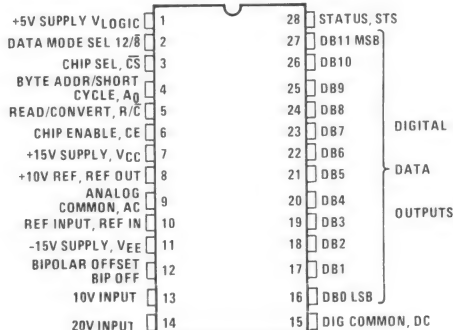 +5V SUPPLY VLOGIC 1
DATA MODE SEL 12/8̅ 2
CHIP SEL, C̅S̅ 3
BYTE ADDR/SHORT
CYCLE, A0 4
READ/CONVERT, R/C̅ 5
CHIP ENABLE, CE 6
+15V SUPPLY, VCC 7
+10V REF, REF OUT 8
ANALOG
COMMON, AC 9
REF INPUT, REF IN 10
-15V SUPPLY, VEE 11
BIPOLAR OFFSET
BIP OFF 12
10V INPUT 13
20V INPUT 14
28 STATUS, STS
27 DB11 MSB
26 DB10
25 DB9
24 DB8
23 DB7
22 DB6
21 DB5
20 DB4
19 DB3
18 DB2
17 DB1
16 DB0 LSB
15 DIG COMMON, DC
DIGITAL
DATA
OUTPUTS